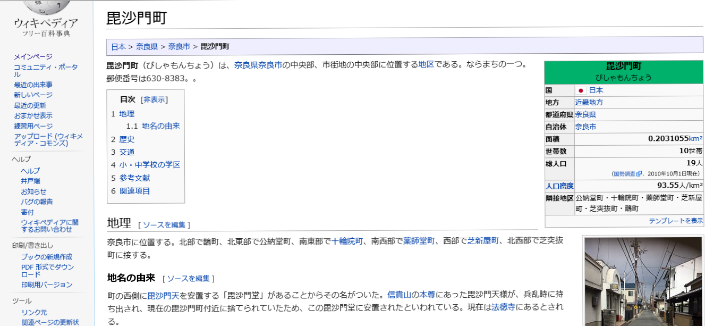 ウィキペディア
フリー百科事典
メインページ
コミュニティ・ポータル
最近の出来事
新しいページ
最近の更新
おまかせ表示
練習用ページ
アップロード (ウィキメディア・コモンズ)
ヘルプ
ヘルプ
井戸端
お知らせ
バグの報告
寄付
ウィキペディアに関するお問い合わせ
印刷/書き出し
ブックの新規作成
PDF 形式でダウンロード
印刷用バージョン
ツール
リンク元
関連ページの更新状
毘沙門町
日本 > 奈良県 > 奈良市 > 毘沙門町
毘沙門町（びしゃもんちょう）は、奈良県奈良市の中央部、市街地の中央部に位置する地区である。ならまちの一つ。
郵便番号は630-8383。。
目次 [非表示]
1 地理
1.1 地名の由来
2 歴史
3 交通
4 小・中学校の学区
5 参考文献
6 関連項目
地理 [ ソースを編集 ]
奈良市に位置する。北部で鵲町、北東部で公納堂町、南東部で十輪院町、南西部で薬師堂町、西部で芝新屋町、北西部で芝突抜
町に接する。
地名の由来 [ ソースを編集 ]
町の西側に毘沙門天を安置する「毘沙門堂」があることからその名がついた。信貴山の本尊にあった毘沙門天様が、兵乱時に持
ち出され、現在の毘沙門町付近に捨てられていたため、この毘沙門堂に安置されたといわれている。現在は法徳寺にあるとされ
る。
毘沙門町
びしゃもんちょう
国 日本
地方 近畿地方
都道府県 奈良県
自治体 奈良市
面積 0.2031055km²
世帯数 10世帯
総人口 19人
(国勢調査、2010年10月1日現在)
人口密度 93.55人/km²
隣接地区 公納堂町・十輪院町・薬師堂町・芝新屋町・芝突抜町・鵲町
テンプレートを表示